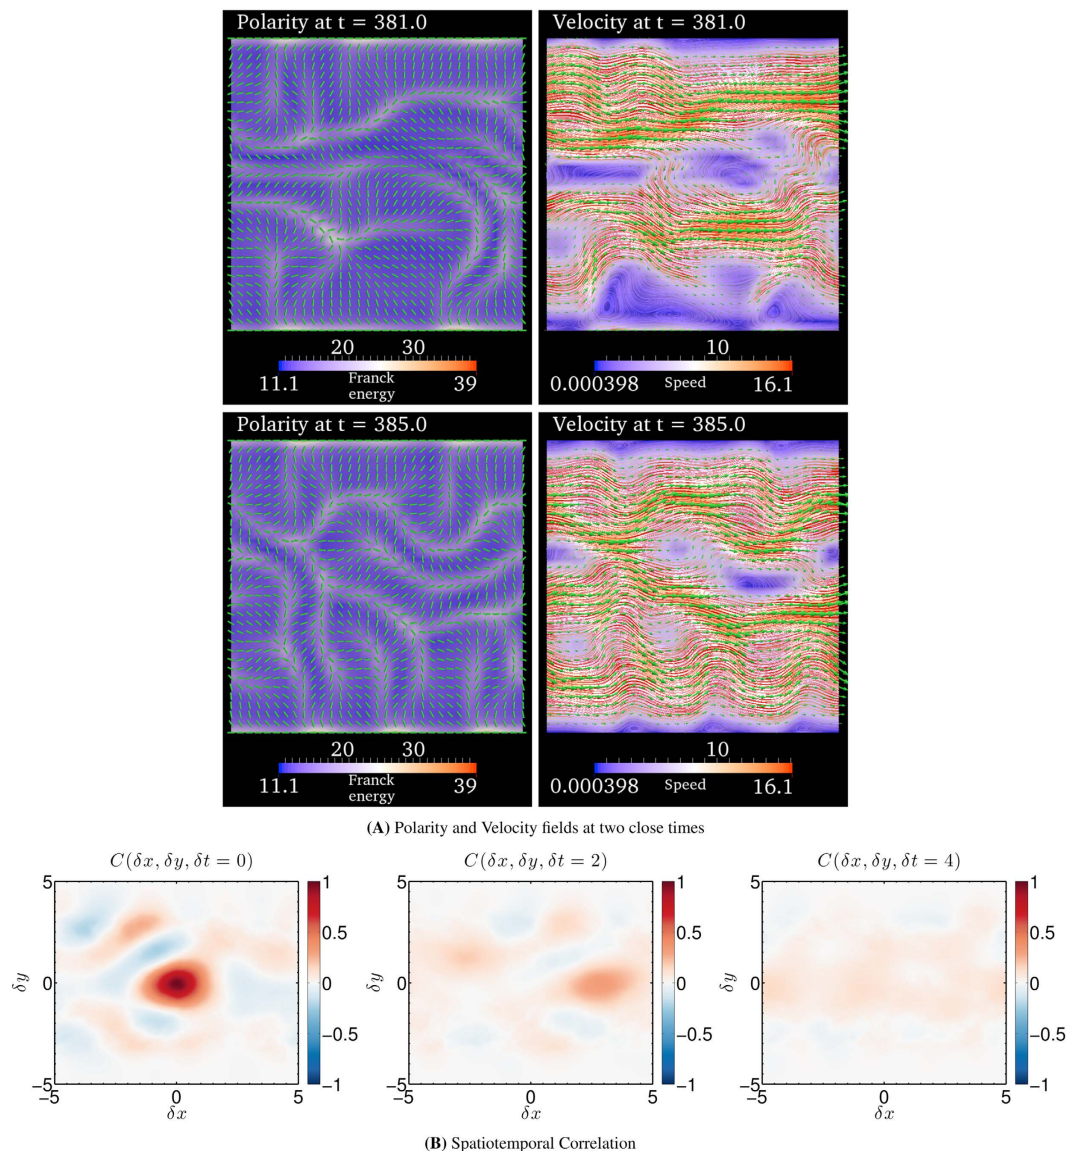 Polarity at t = 381.0
Velocity at t = 381.0
20 30
11.1 Franck energy 39
10
0.000398 Speed 16.1
Polarity at t = 385.0
Velocity at t = 385.0
20 30
11.1 Franck energy 39
10
0.000398 Speed 16.1
(A) Polarity and Velocity fields at two close times
C(δx, δy, δt = 0)
5
0
−5
−5 0 5
δy
δx
1
0.5
0
−0.5
−1
C(δx, δy, δt = 2)
5
0
−5
−5 0 5
δy
δx
1
0.5
0
−0.5
−1
C(δx, δy, δt = 4)
5
0
−5
−5 0 5
δy
δx
1
0.5
0
−0.5
−1
(B) Spatiotemporal Correlation